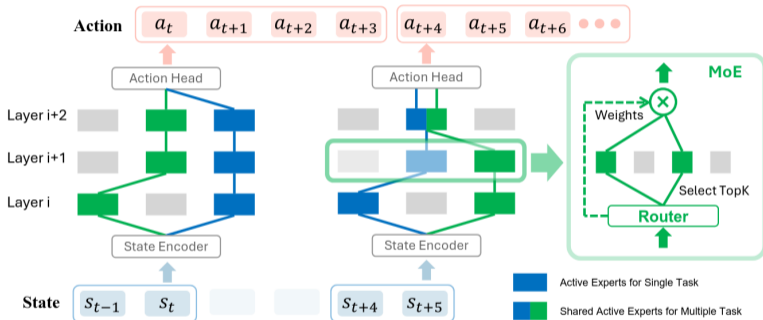 Action a_t a_{t+1} a_{t+2} a_{t+3} a_{t+4} a_{t+5} a_{t+6}
Action Head Action Head MoE
Layer i+2 Weights
Layer i+1
Select TopK
Layer i Router
State Encoder State Encoder
Active Experts for Single Task
State s_{t-1} s_t s_{t+4} s_{t+5}
Shared Active Experts for Multiple Task